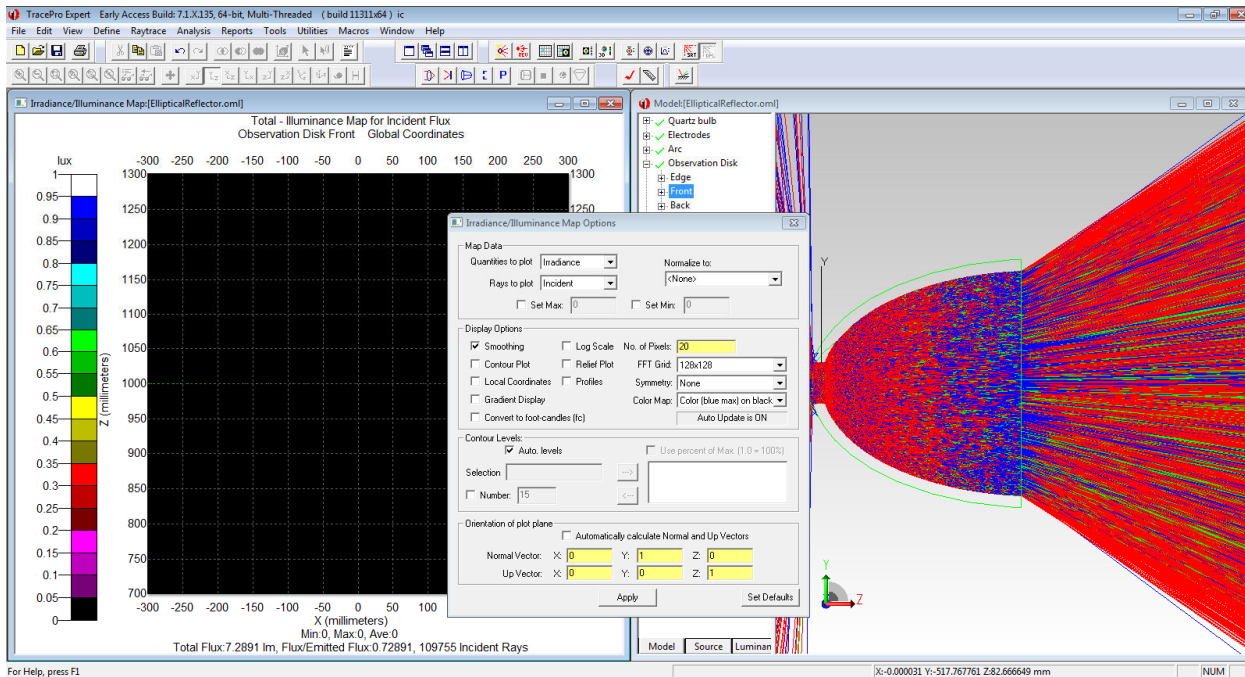 TracePro Expert Early Access Build: 7.1.X.135, 64-bit, Multi-Threaded ( build 11311x64 ) ic
File Edit View Define Raytrace Analysis Reports Tools Utilities Macros Window Help
Irradiance/Illuminance Map:[EllipticalReflector.oml]
Total - Illuminance Map for Incident Flux
Observation Disk Front Global Coordinates
lux
-300 -250 -200 -150 -100 -50 0 50 100 150 200 250 300
1 1300 1300
0.95
0.9 1250 1250
0.85 1200
0.8
0.75 1150
0.7
0.65 1100
0.6
0.55 1050
0.5 1000
0.45
0.4 950
0.35
0.3 900
0.25 850
0.2
0.15 800
0.1
0.05 750
0 700
Z (millimeters)
-300 -250 -200 -150 -100 -50 0 50 100
X (millimeters)
Min:0, Max:0, Ave:0
Total Flux:7.2891 lm, Flux/Emitted Flux:0.72891, 109755 Incident Rays
Model:[EllipticalReflector.oml]
Quartz bulb
Electrodes
Arc
Observation Disk
Edge
Front
Back
Irradiance/Illuminance Map Options
Map Data
Quantities to plot Irradiance Normalize to:
Rays to plot Incident <None>
Set Max: 0 Set Min: 0
Display Options
Smoothing Log Scale No. of Pixels: 20
Contour Plot Relief Plot FFT Grid: 128x128
Local Coordinates Profiles Symmetry: None
Gradient Display Color Map: Color (blue max) on black
Convert to foot-candles (fc) Auto Update is ON
Contour Levels:
Auto. levels Use percent of Max. (1.0 = 100%)
Selection --->
Number: 15 <---
Orientation of plot plane
Automatically calculate Normal and Up Vectors
Normal Vector: X: 0 Y: 1 Z: 0
Up Vector: X: 0 Y: 0 Z: 1
Apply Set Defaults
Y
Y
Z
Model Source Luminan
For Help, press F1 X:-0.000031 Y:-517.767761 Z:82.666649 mm NUM